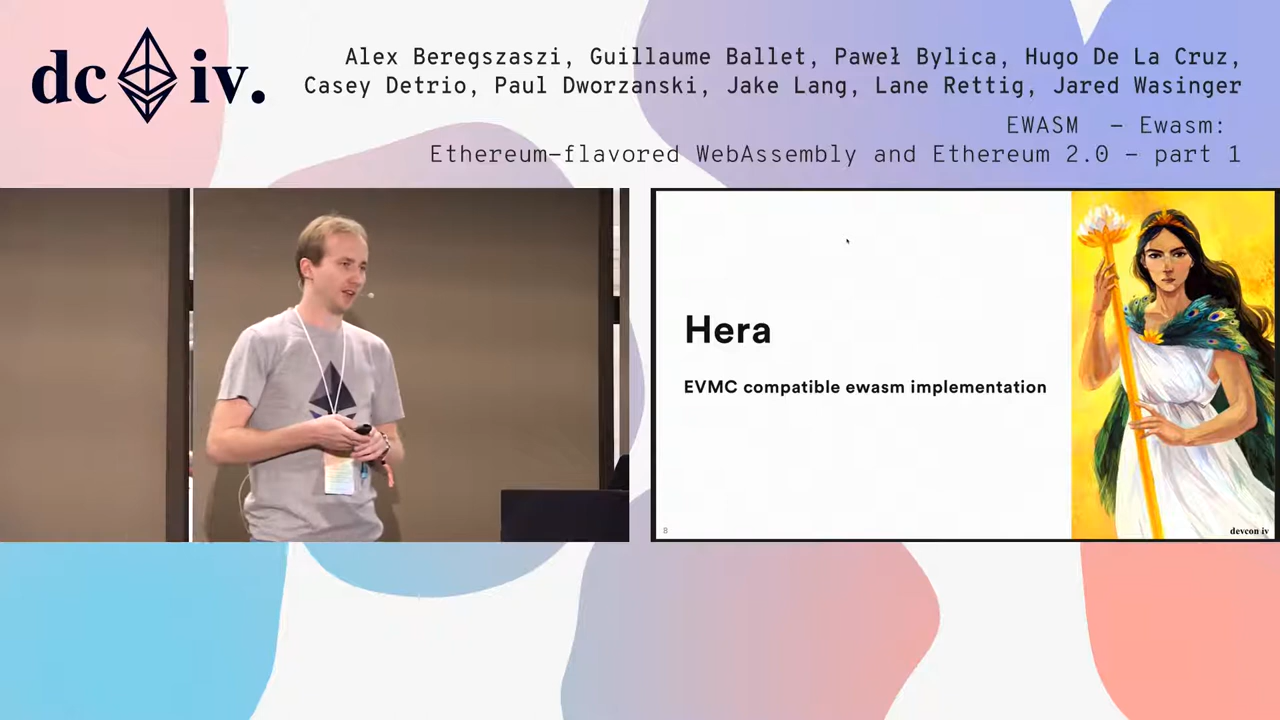 dc iv.
Alex Beregszaszi, Guillaume Ballet, Paweł Bylica, Hugo De La Cruz,
Casey Detrio, Paul Dworzanski, Jake Lang, Lane Rettig, Jared Wasinger
EWASM – Ewasm:
Ethereum-flavored WebAssembly and Ethereum 2.0 – part 1
Hera
EVMC compatible ewasm implementation
8
devcon iv